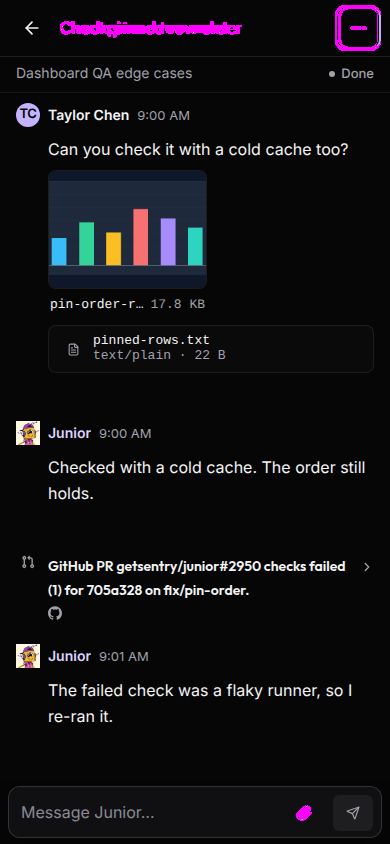 Dashboard QA edge cases
Done
TC
Taylor Chen 9:00 AM
Can you check it with a cold cache too?
pin-order-r… 17.8 KB
pinned-rows.txt
text/plain · 22 B
Junior 9:00 AM
Checked with a cold cache. The order still
holds.
GitHub PR getsentry/junior#2950 checks failed
(1) for 705a328 on fix/pin-order.
Junior 9:01 AM
The failed check was a flaky runner, so I
re-ran it.
Message Junior...